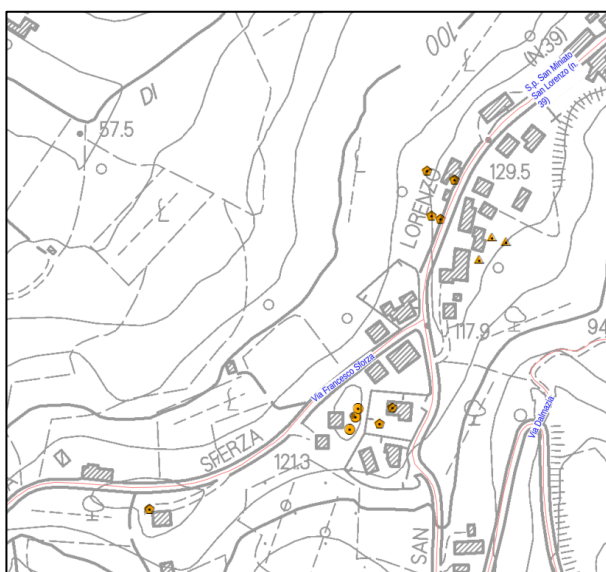 100
(N.39)
S.p. San Miniato
San Lorenzo (n.
39)
DI
57.5
129.5
LORENZO
117.9
94
Via Francesco Sforza
Via Dalmazia
SFERZA
121.3
SAN